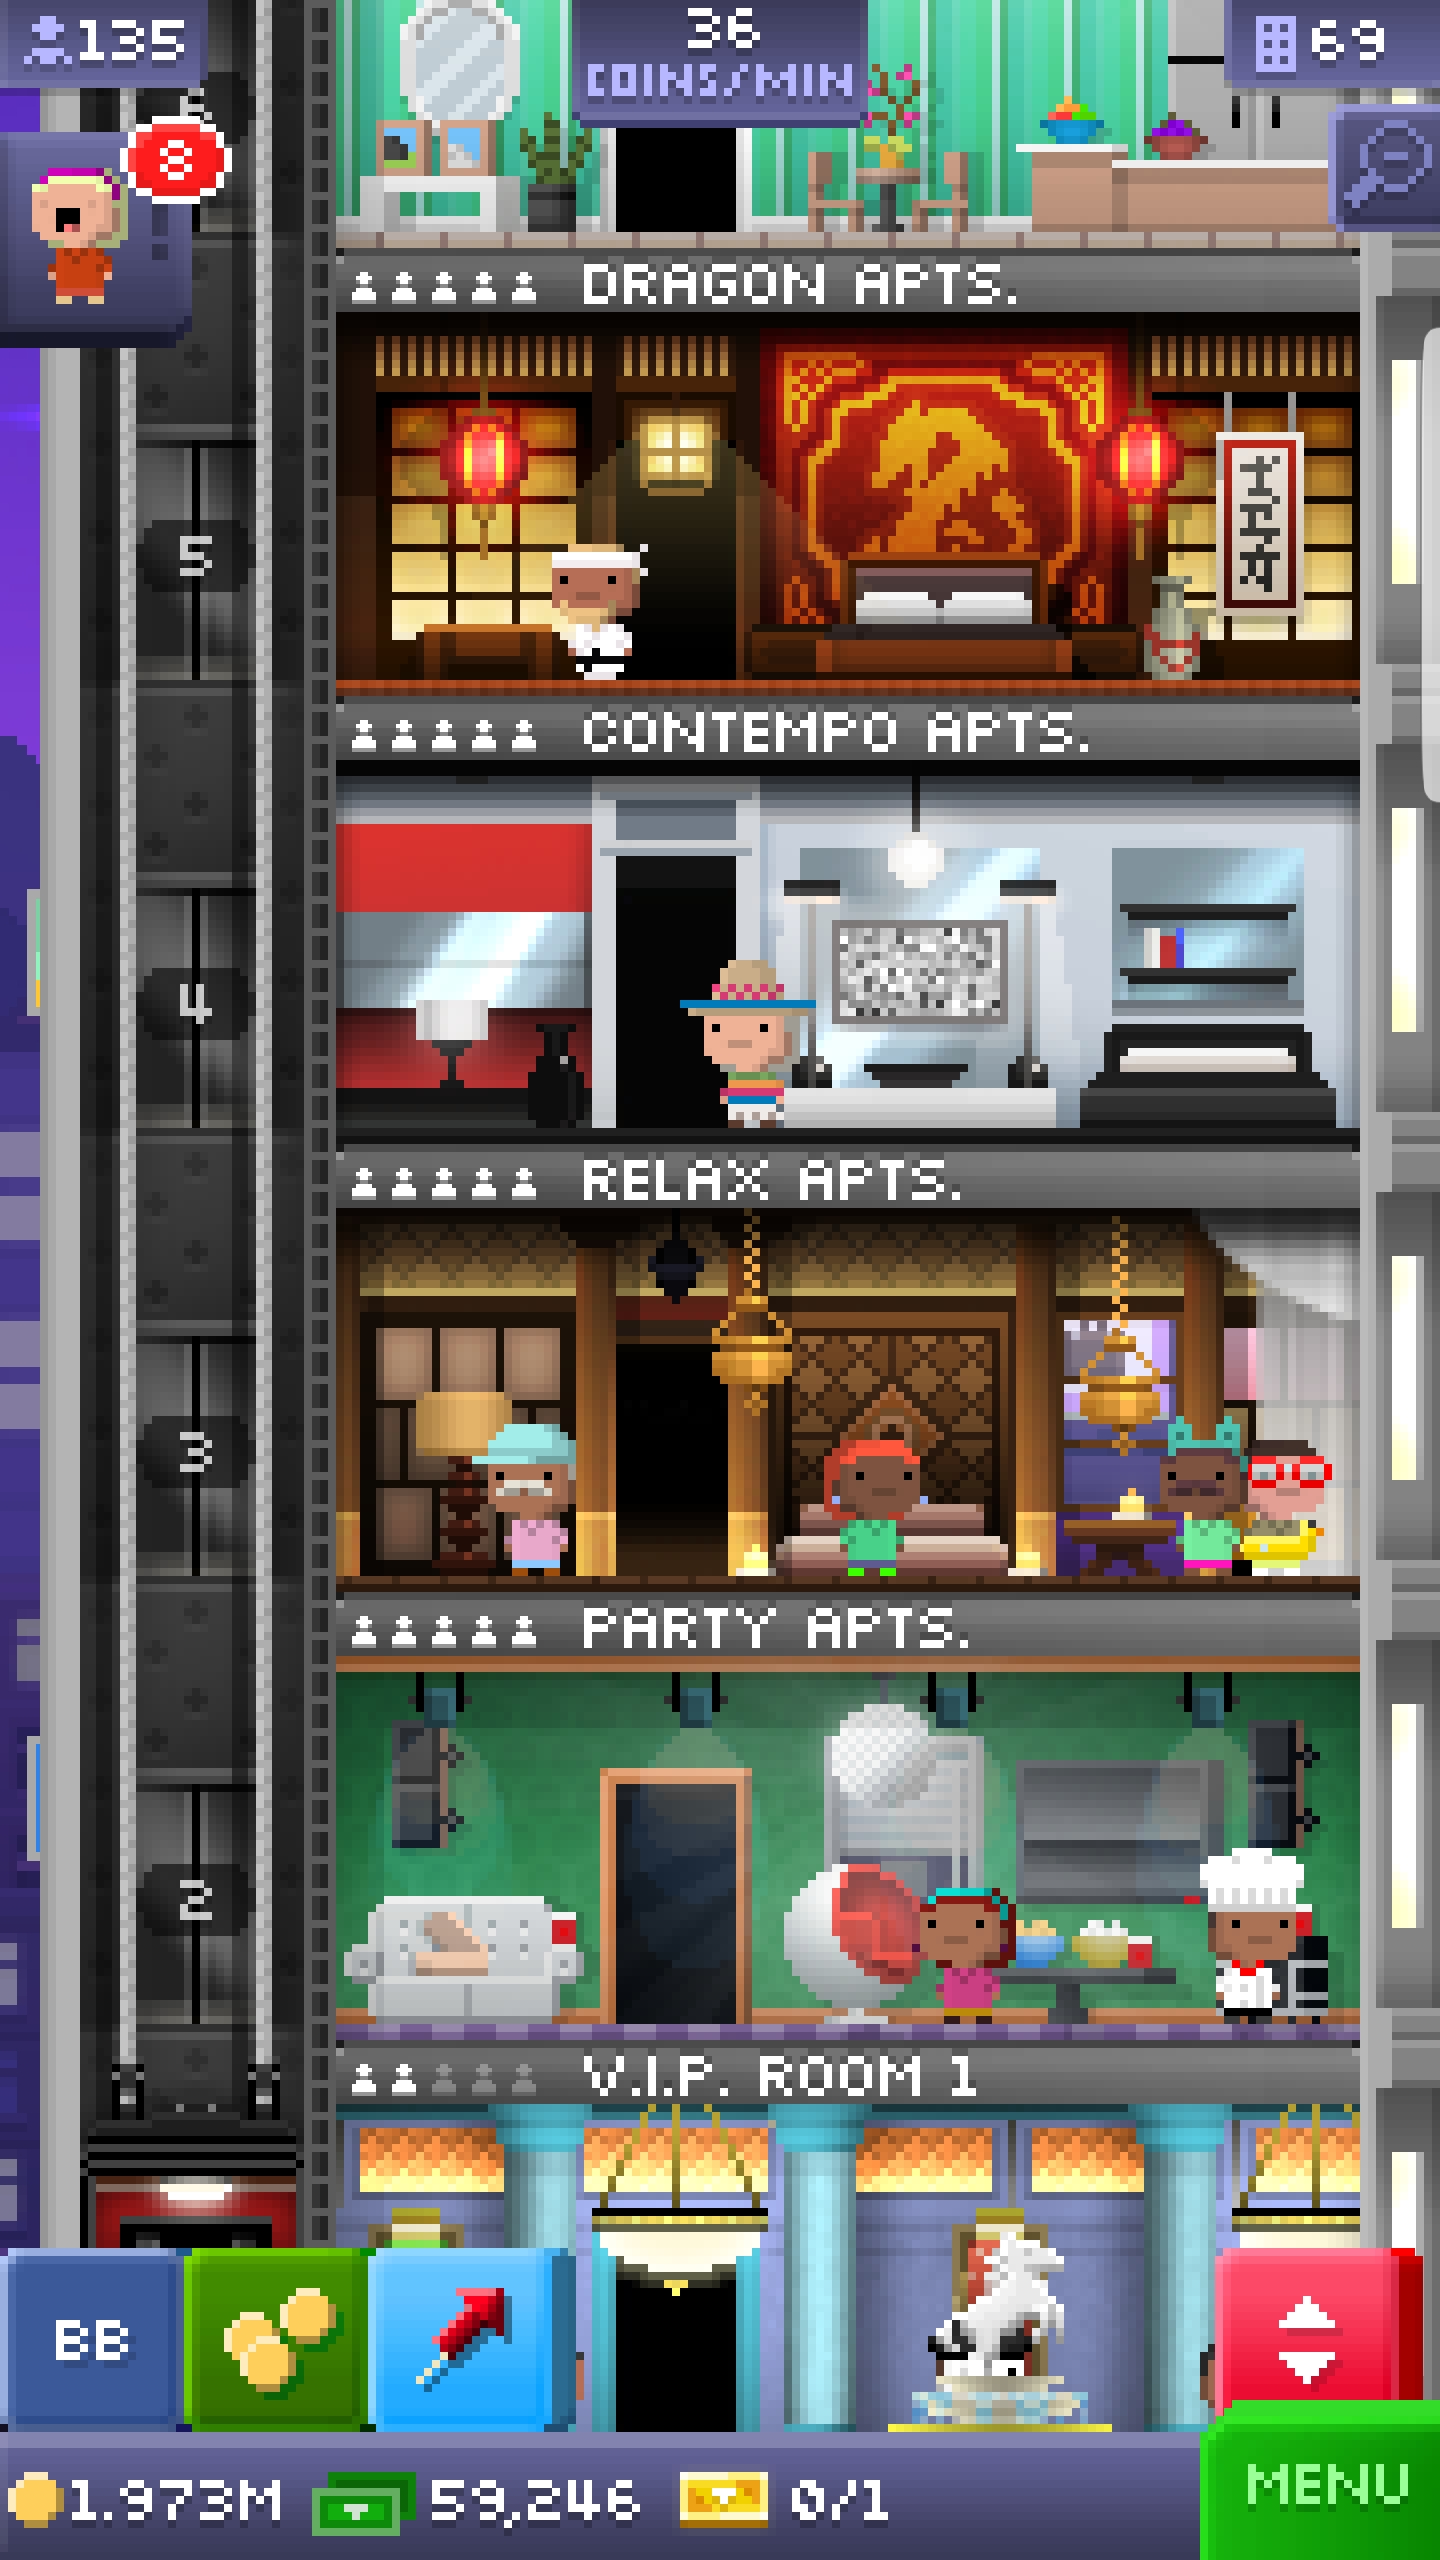 135
36
COINS/MIN
69
8
DRAGON APTS.
5
CONTEMPO APTS.
4
RELAX APTS.
3
PARTY APTS.
2
V.I.P. ROOM 1
BB
1.973M
59,246
0/1
MENU